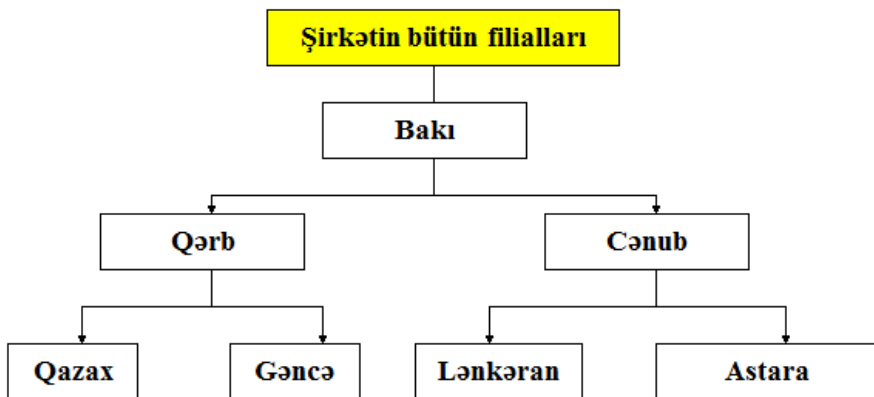 Şirkətin bütün filialları
Bakı
Qərb
Cənub
Qazax
Gəncə
Lənkəran
Astara